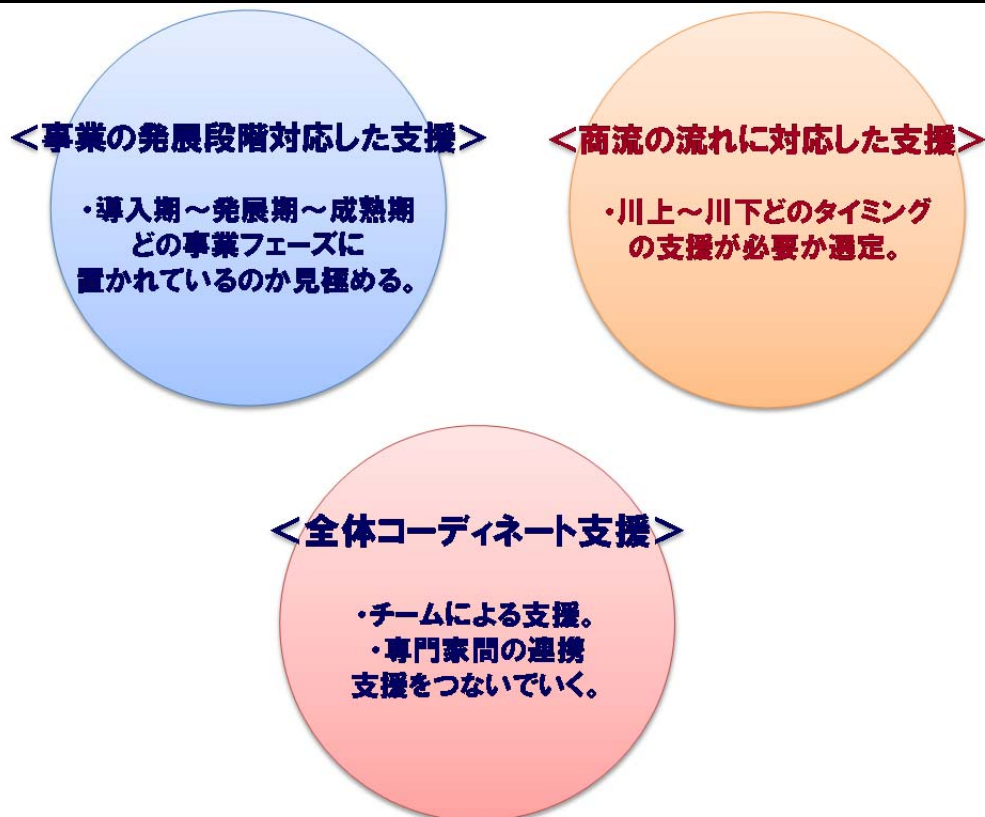 ＜事業の発展段階対応した支援＞
・導入期～発展期～成熟期
どの事業フェーズに
置かれているのか見極める。
＜商流の流れに対応した支援＞
・川上～川下どのタイミング
の支援が必要か選定。
＜全体コーディネート支援＞
・チームによる支援。
・専門家間の連携
支援をつないでいく。